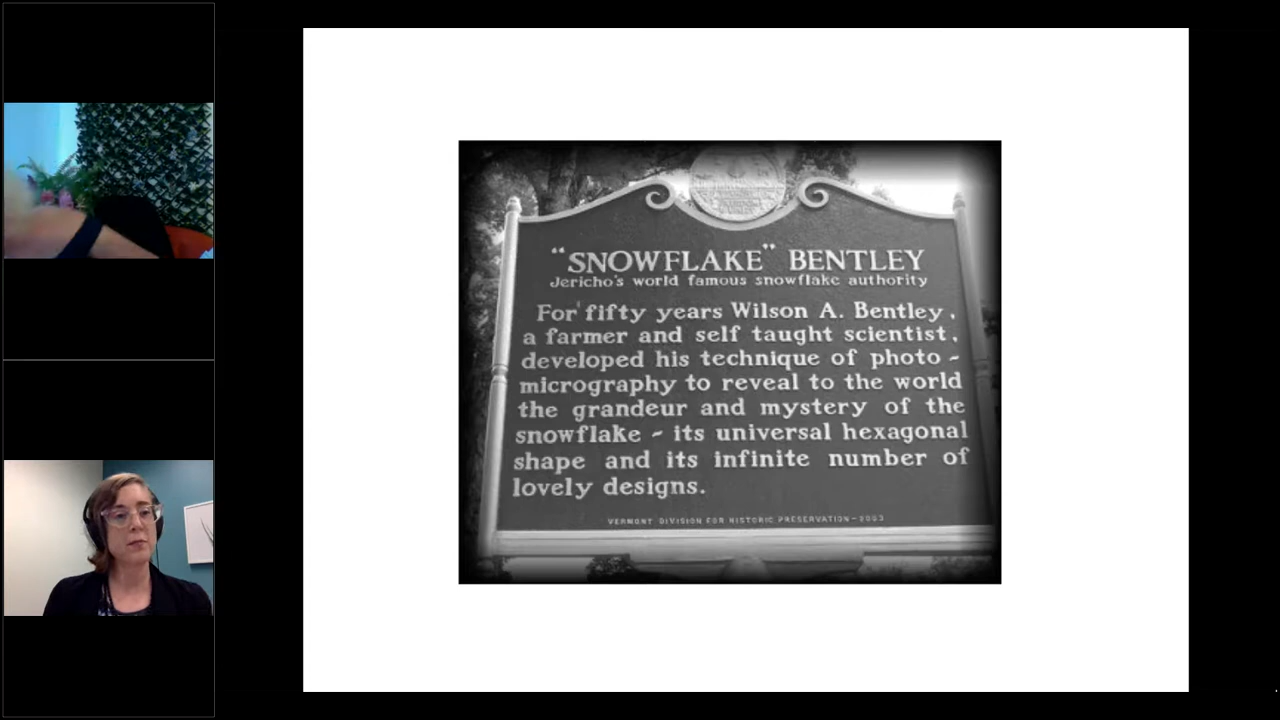 “SNOWFLAKE” BENTLEY
Jericho's world famous snowflake authority
For fifty years Wilson A. Bentley,
a farmer and self taught scientist,
developed his technique of photo -
micrography to reveal to the world
the grandeur and mystery of the
snowflake - its universal hexagonal
shape and its infinite number of
lovely designs.
VERMONT DIVISION FOR HISTORIC PRESERVATION - 2003